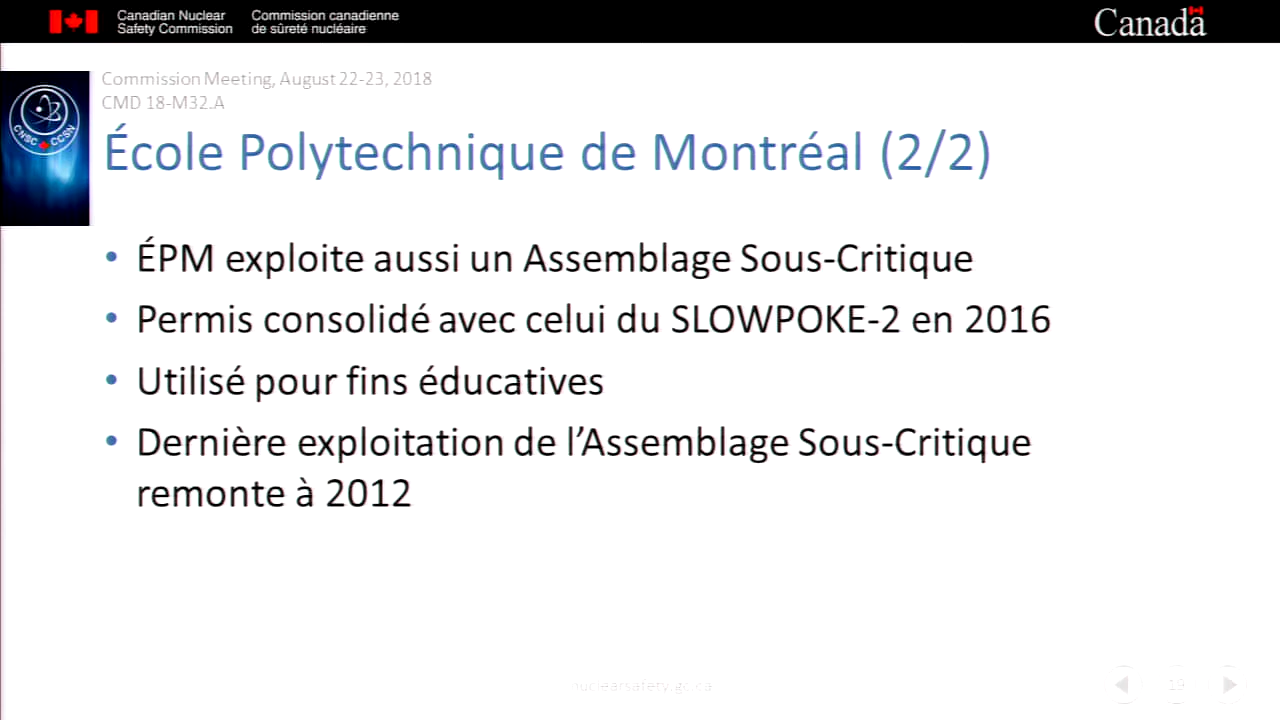 Canadian Nuclear
Safety Commission
Commission canadienne
de sûreté nucléaire
Canada
Commission Meeting, August 22-23, 2018
CMD 18-M32.A
CNSC CCSN
École Polytechnique de Montréal (2/2)
• ÉPM exploite aussi un Assemblage Sous-Critique
• Permis consolidé avec celui du SLOWPOKE-2 en 2016
• Utilisé pour fins éducatives
• Dernière exploitation de l’Assemblage Sous-Critique
remonte à 2012
nuclearsafety.gc.ca